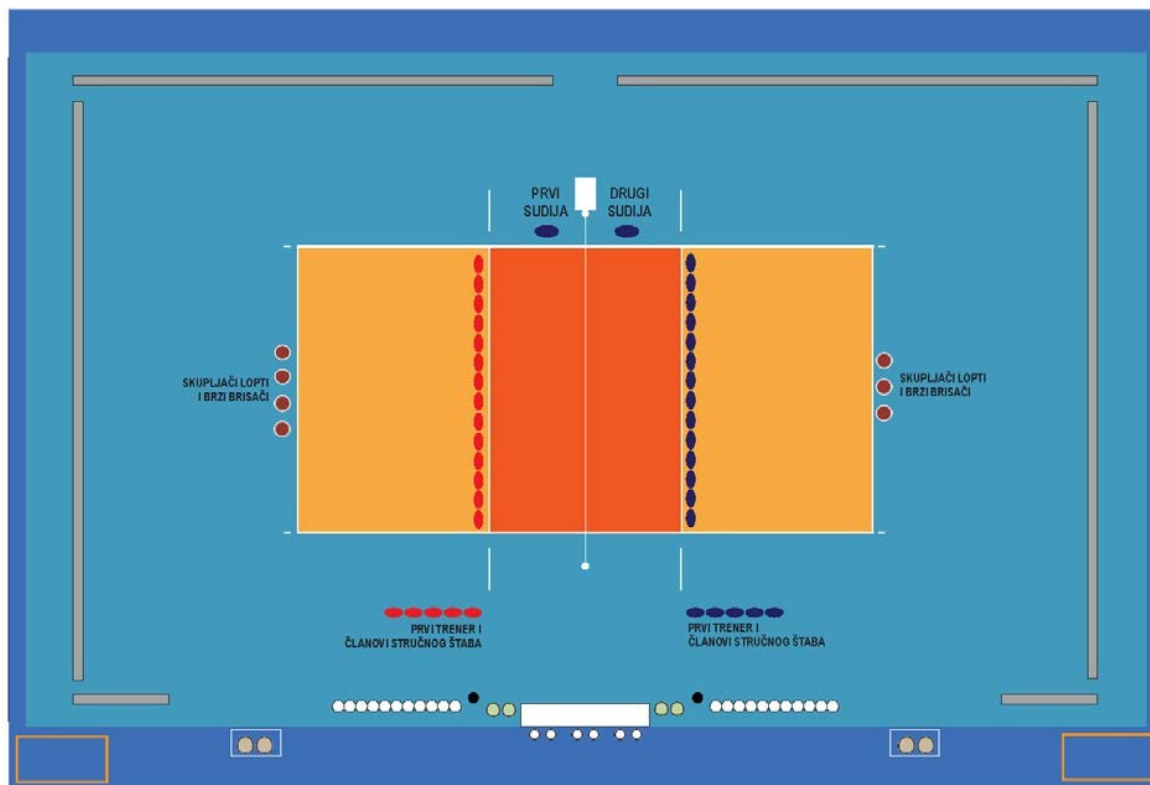 PRVI
SUDIJA
DRUGI
SUDIJA
SKUPLJAČI LOPTI
I BRZI BRISAČI
SKUPLJAČI LOPTI
I BRZI BRISAČI
PRVI TRENER I
ČLANOVI STRUČNOG ŠTABA
PRVI TRENER I
ČLANOVI STRUČNOG ŠTABA